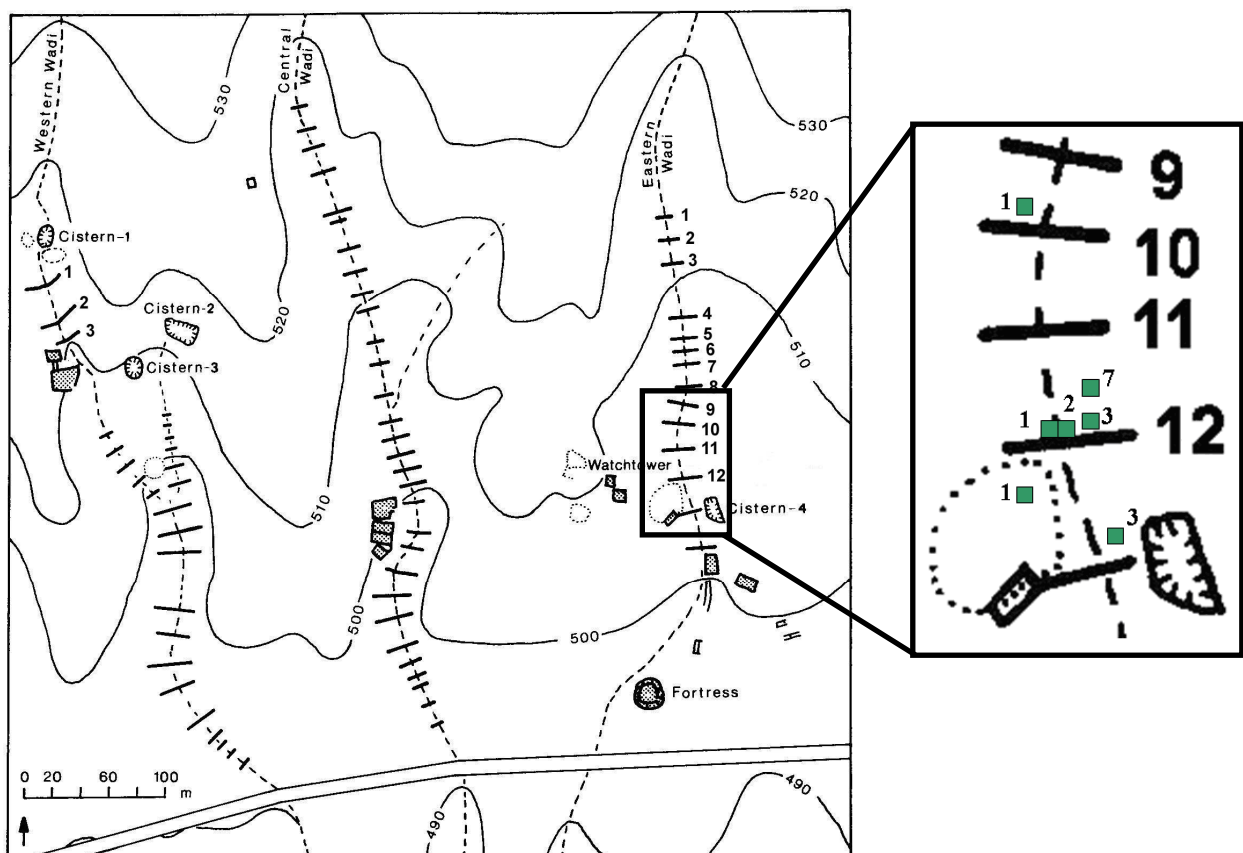 Western Wadi
Central
Wadi
Eastern
Wadi
530
530
520
520
510
510
500
500
490
490
Cistern-1
1
2
3
Cistern-2
Cistern-3
1
2
3
4
5
6
7
8
9
10
11
12
Watchtower
Cistern-4
Fortress
0 20 60 100
m
9
1
10
11
7
1 2 3
12
1
3